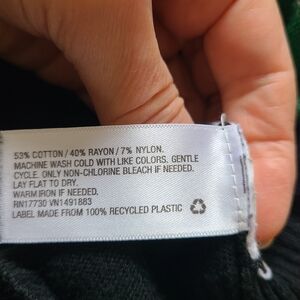 53% COTTON / 40% RAYON / 7% NYLON.
MACHINE WASH COLD WITH LIKE COLORS. GENTLE
CYCLE. ONLY NON-CHLORINE BLEACH IF NEEDED.
LAY FLAT TO DRY.
WARM IRON IF NEEDED.
RN17730 VN1491883
LABEL MADE FROM 100% RECYCLED PLASTIC